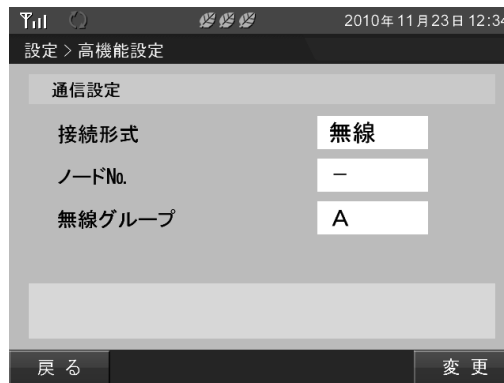 2010年11月23日 12:34
設定 > 高機能設定
通信設定
接続形式 無線
ノード№. −
無線グループ A
戻る 変更